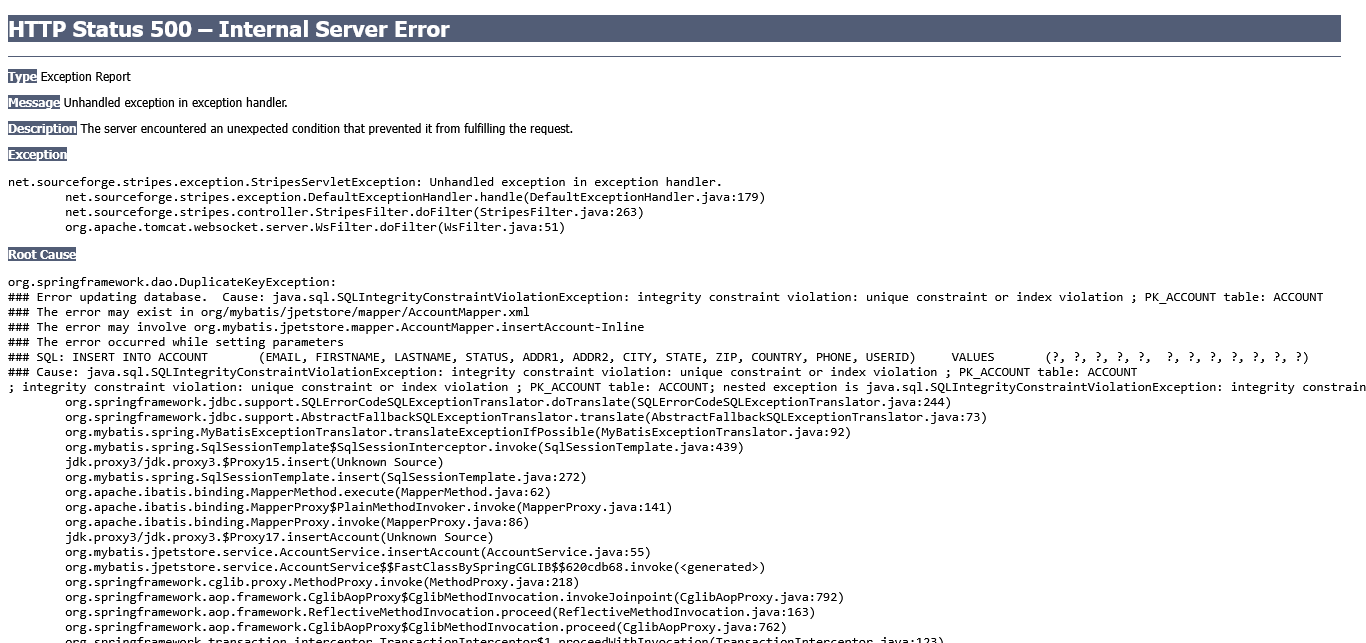 HTTP Status 500 – Internal Server Error
Type Exception Report
Message Unhandled exception in exception handler.
Description The server encountered an unexpected condition that prevented it from fulfilling the request.
Exception
net.sourceforge.stripes.exception.StripesServletException: Unhandled exception in exception handler.
net.sourceforge.stripes.exception.DefaultExceptionHandler.handle(DefaultExceptionHandler.java:179)
net.sourceforge.stripes.controller.StripesFilter.doFilter(StripesFilter.java:263)
org.apache.tomcat.websocket.server.WsFilter.doFilter(WsFilter.java:51)
Root Cause
org.springframework.dao.DuplicateKeyException:
### Error updating database.  Cause: java.sql.SQLIntegrityConstraintViolationException: integrity constraint violation: unique constraint or index violation ; PK_ACCOUNT table: ACCOUNT
### The error may exist in org/mybatis/jpetstore/mapper/AccountMapper.xml
### The error may involve org.mybatis.jpetstore.mapper.AccountMapper.insertAccount-Inline
### The error occurred while setting parameters
### SQL: INSERT INTO ACCOUNT       (EMAIL, FIRSTNAME, LASTNAME, STATUS, ADDR1, ADDR2, CITY, STATE, ZIP, COUNTRY, PHONE, USERID)     VALUES       (?, ?, ?, ?, ?,  ?, ?, ?, ?, ?, ?, ?)
### Cause: java.sql.SQLIntegrityConstraintViolationException: integrity constraint violation: unique constraint or index violation ; PK_ACCOUNT table: ACCOUNT
; integrity constraint violation: unique constraint or index violation ; PK_ACCOUNT table: ACCOUNT; nested exception is java.sql.SQLIntegrityConstraintViolationException: integrity constrain
org.springframework.jdbc.support.SQLErrorCodeSQLExceptionTranslator.doTranslate(SQLErrorCodeSQLExceptionTranslator.java:244)
org.springframework.jdbc.support.AbstractFallbackSQLExceptionTranslator.translate(AbstractFallbackSQLExceptionTranslator.java:73)
org.mybatis.spring.MyBatisExceptionTranslator.translateExceptionIfPossible(MyBatisExceptionTranslator.java:92)
org.mybatis.spring.SqlSessionTemplate$SqlSessionInterceptor.invoke(SqlSessionTemplate.java:439)
jdk.proxy3/jdk.proxy3.$Proxy15.insert(Unknown Source)
org.mybatis.spring.SqlSessionTemplate.insert(SqlSessionTemplate.java:272)
org.apache.ibatis.binding.MapperMethod.execute(MapperMethod.java:62)
org.apache.ibatis.binding.MapperProxy$PlainMethodInvoker.invoke(MapperProxy.java:141)
org.apache.ibatis.binding.MapperProxy.invoke(MapperProxy.java:86)
jdk.proxy3/jdk.proxy3.$Proxy17.insertAccount(Unknown Source)
org.mybatis.jpetstore.service.AccountService.insertAccount(AccountService.java:55)
org.mybatis.jpetstore.service.AccountService$$FastClassBySpringCGLIB$$620cdb68.invoke(<generated>)
org.springframework.cglib.proxy.MethodProxy.invoke(MethodProxy.java:218)
org.springframework.aop.framework.CglibAopProxy$CglibMethodInvocation.invokeJoinpoint(CglibAopProxy.java:792)
org.springframework.aop.framework.ReflectiveMethodInvocation.proceed(ReflectiveMethodInvocation.java:163)
org.springframework.aop.framework.CglibAopProxy$CglibMethodInvocation.proceed(CglibAopProxy.java:762)
org.springframework.transaction.interceptor.TransactionInterceptor$1.proceedWithInvocation(TransactionInterceptor.java:123)